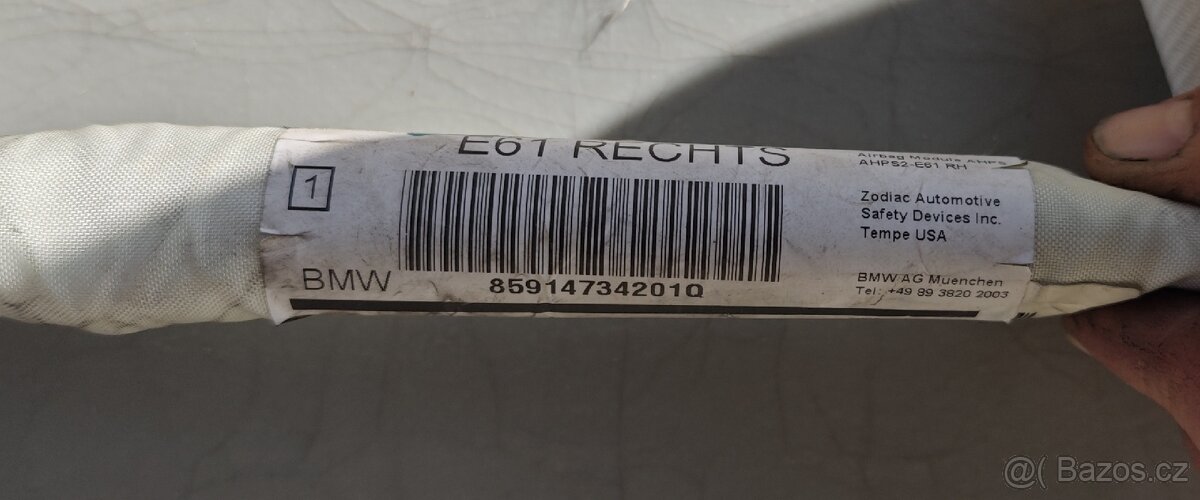 E61 RECHTS
1
BMW
85914734201Q
Airbag Module AHPS
AHPS2-E61 RH
Zodiac Automotive
Safety Devices Inc.
Tempe USA
BMW AG Muenchen
Tel: +49 89 3820 2003
@( Bazos.cz